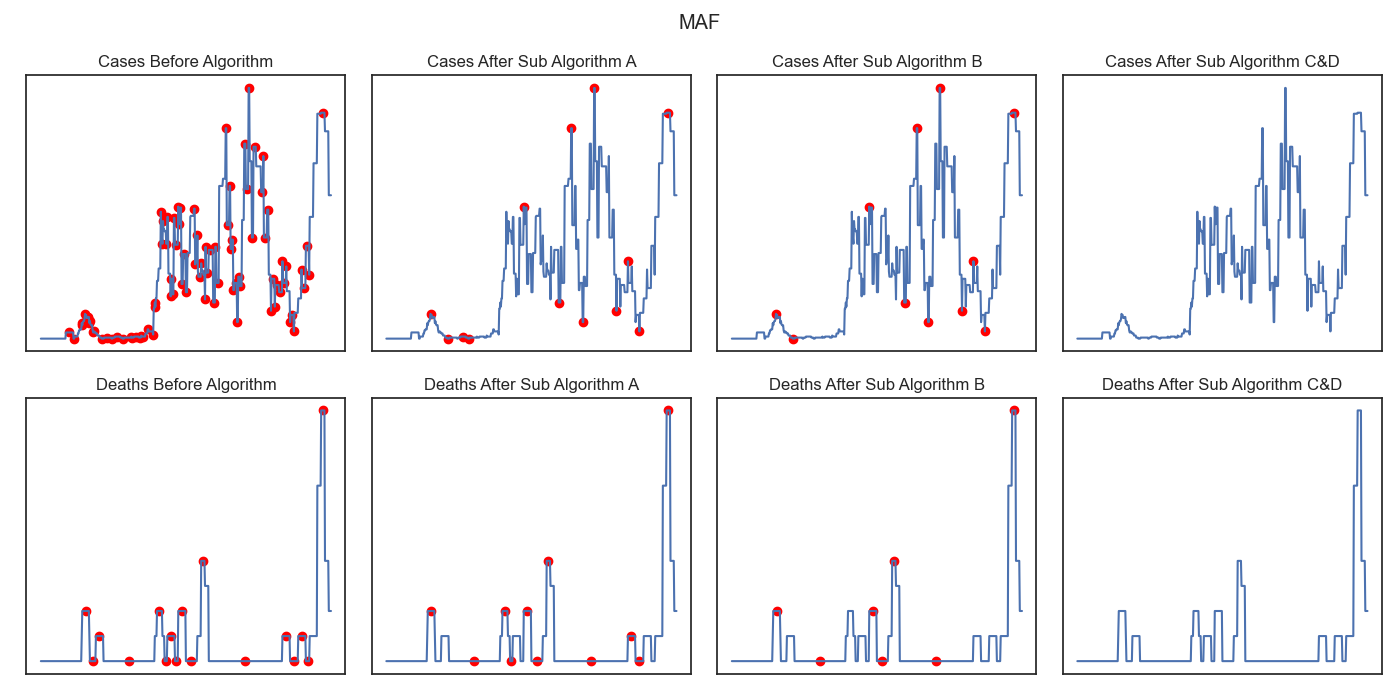 MAF
Cases Before Algorithm
Cases After Sub Algorithm A
Cases After Sub Algorithm B
Cases After Sub Algorithm C&D
Deaths Before Algorithm
Deaths After Sub Algorithm A
Deaths After Sub Algorithm B
Deaths After Sub Algorithm C&D